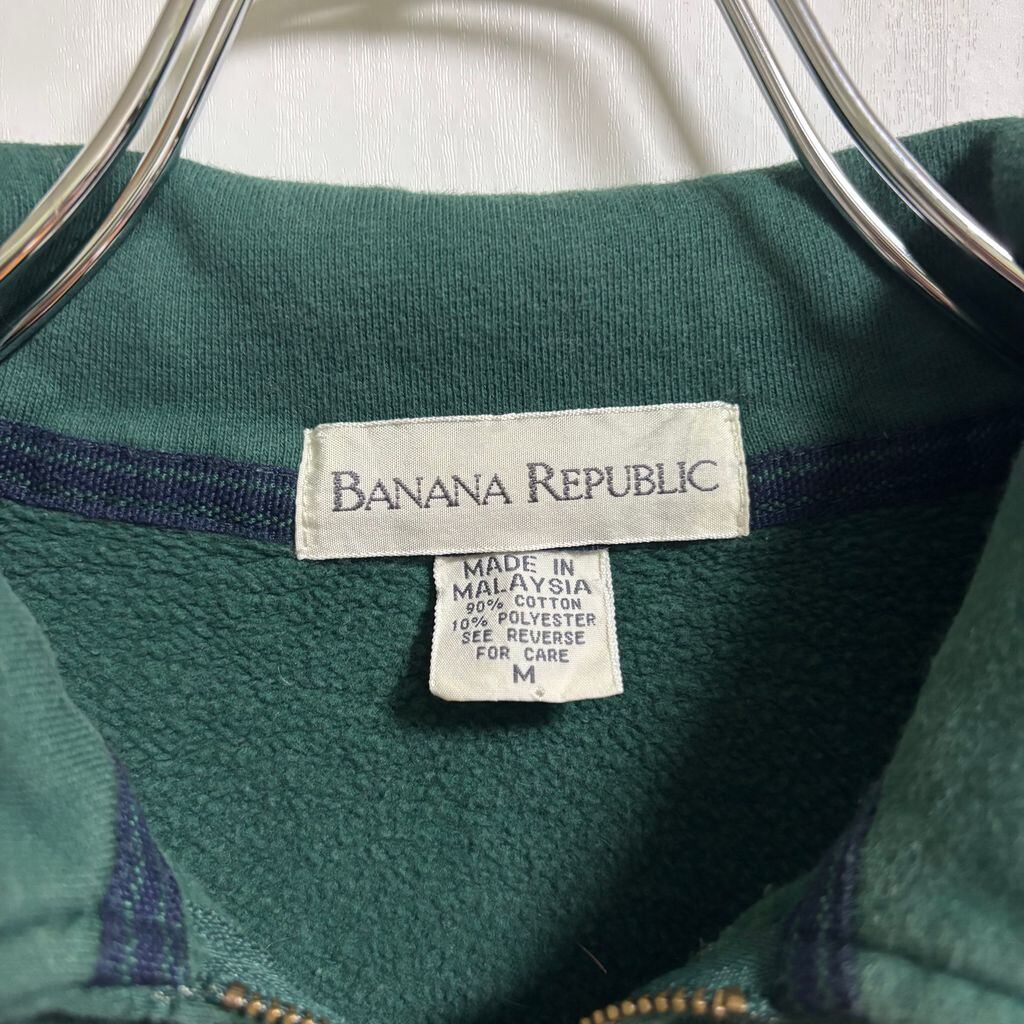 BANANA REPUBLIC
MADE IN
MALAYSIA
90% COTTON
10% POLYESTER
SEE REVERSE
FOR CARE
M